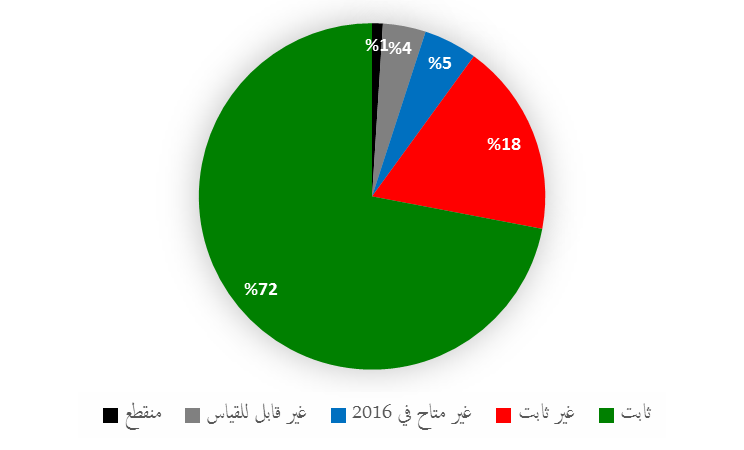 %1
%4
%5
%18
%72
ثابت
غير ثابت
غير متاح في 2016
غير قابل للقياس
منقطع